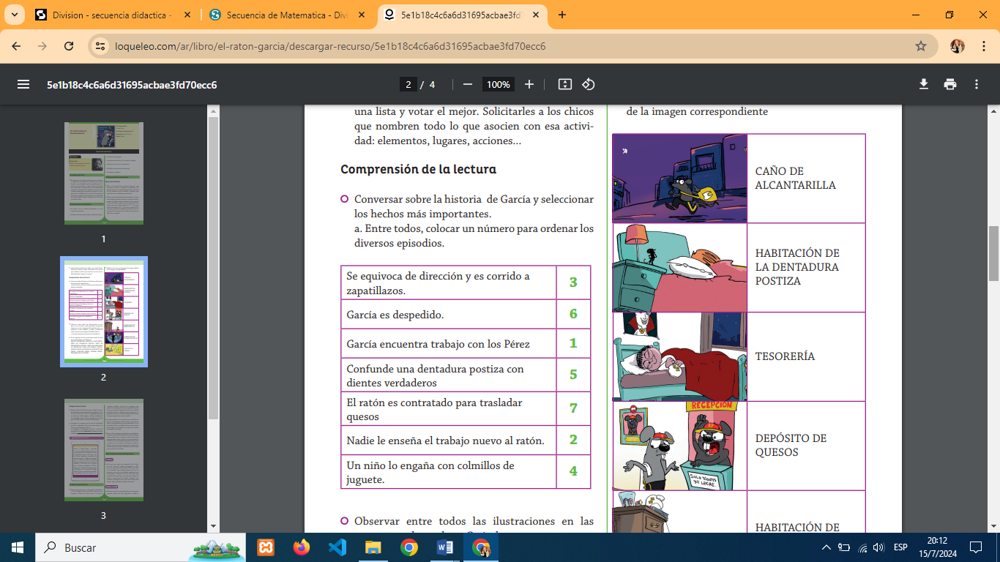 Division - secuencia didactica -
Secuencia de Matematica - Divi
5e1b18c4c6a6d31695acbae3fd7
loqueleo.com/ar/libro/el-raton-garcia/descargar-recurso/5e1b18c4c6a6d31695acbae3fd70ecc6
5e1b18c4c6a6d31695acbae3fd70ecc6
2 / 4
100%
1
2
3
una lista y votar el mejor. Solicitarles a los chicos
que nombren todo lo que asocien con esa activi-
dad: elementos, lugares, acciones...
Comprensión de la lectura
Conversar sobre la historia de García y seleccionar
los hechos más importantes.
a. Entre todos, colocar un número para ordenar los
diversos episodios.
Se equivoca de dirección y es corrido a
zapatillazos.
3
García es despedido.
6
García encuentra trabajo con los Pérez
1
Confunde una dentadura postiza con
dientes verdaderos
5
El ratón es contratado para trasladar
quesos
7
Nadie le enseña el trabajo nuevo al ratón.
2
Un niño lo engaña con colmillos de
juguete.
4
Observar entre todos las ilustraciones en las
de la imagen correspondiente
CAÑO DE
ALCANTARILLA
HABITACIÓN DE
LA DENTADURA
POSTIZA
TESORERÍA
RECEPCIÓN
SOLO DIENTES
DE LECHE.
DEPÓSITO DE
QUESOS
HABITACIÓN DE
Buscar
ESP
20:12
15/7/2024